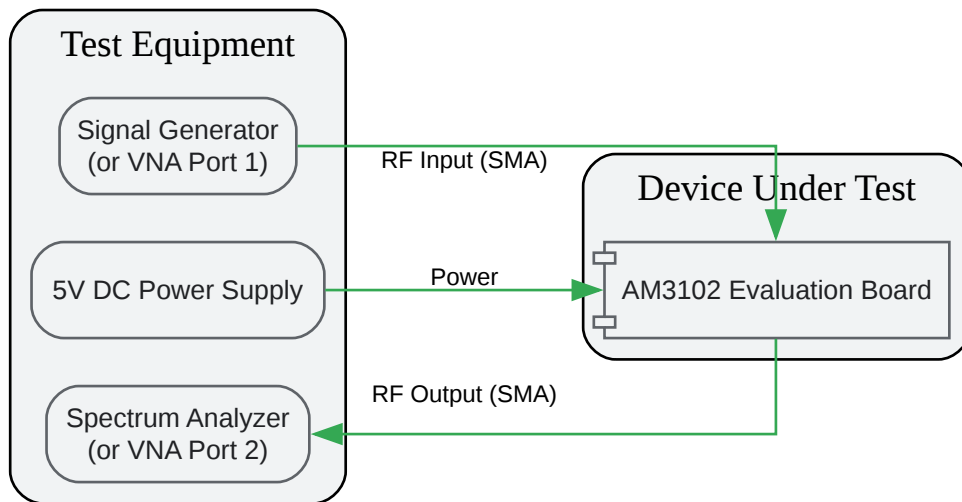 Test Equipment
Signal Generator
(or VNA Port 1)
RF Input (SMA)
Device Under Test
5V DC Power Supply
Power
AM3102 Evaluation Board
RF Output (SMA)
Spectrum Analyzer
(or VNA Port 2)